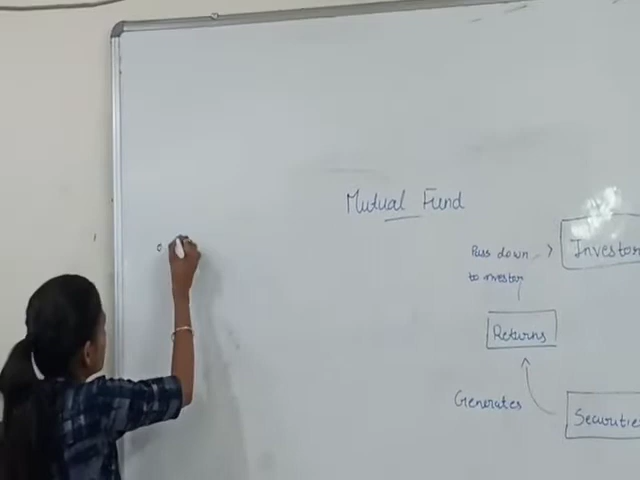 Mutual Fund
Investor
Pass down
to investor
Returns
Generates
Securities